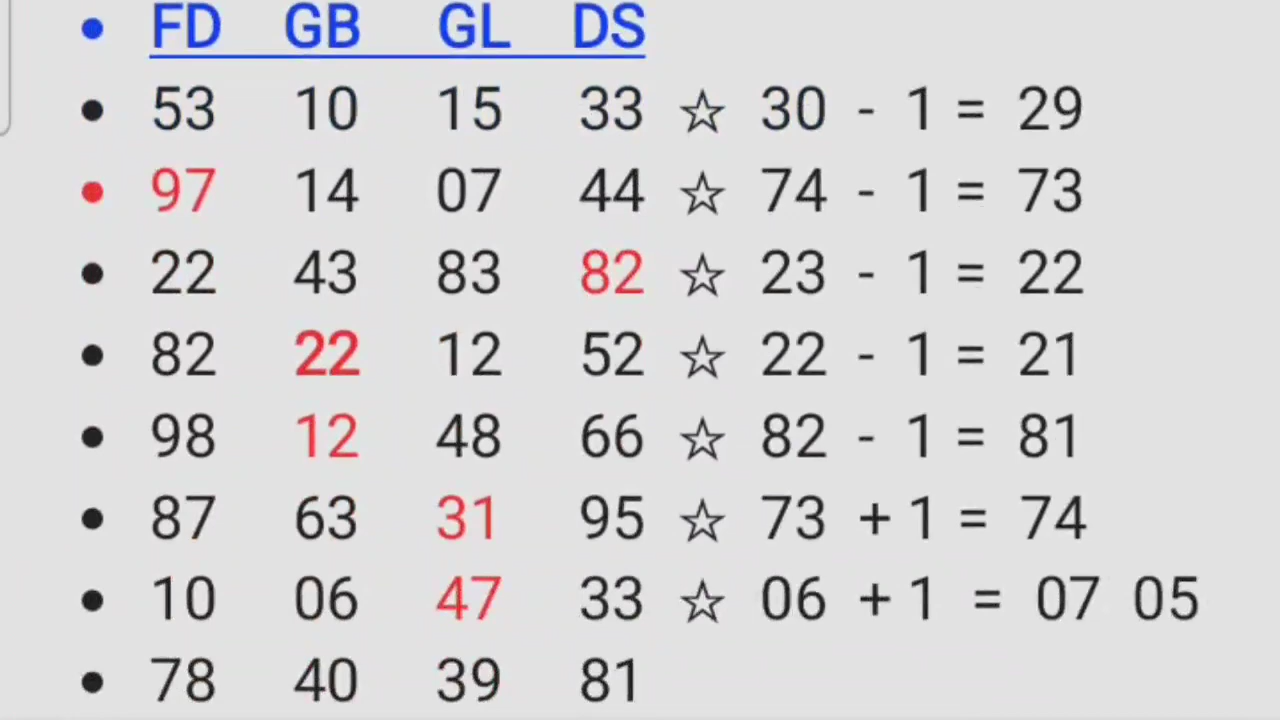 • FD GB GL DS
• 53 10 15 33 ☆ 30 - 1 = 29
• 97 14 07 44 ☆ 74 - 1 = 73
• 22 43 83 82 ☆ 23 - 1 = 22
• 82 22 12 52 ☆ 22 - 1 = 21
• 98 12 48 66 ☆ 82 - 1 = 81
• 87 63 31 95 ☆ 73 + 1 = 74
• 10 06 47 33 ☆ 06 + 1 = 07 05
• 78 40 39 81